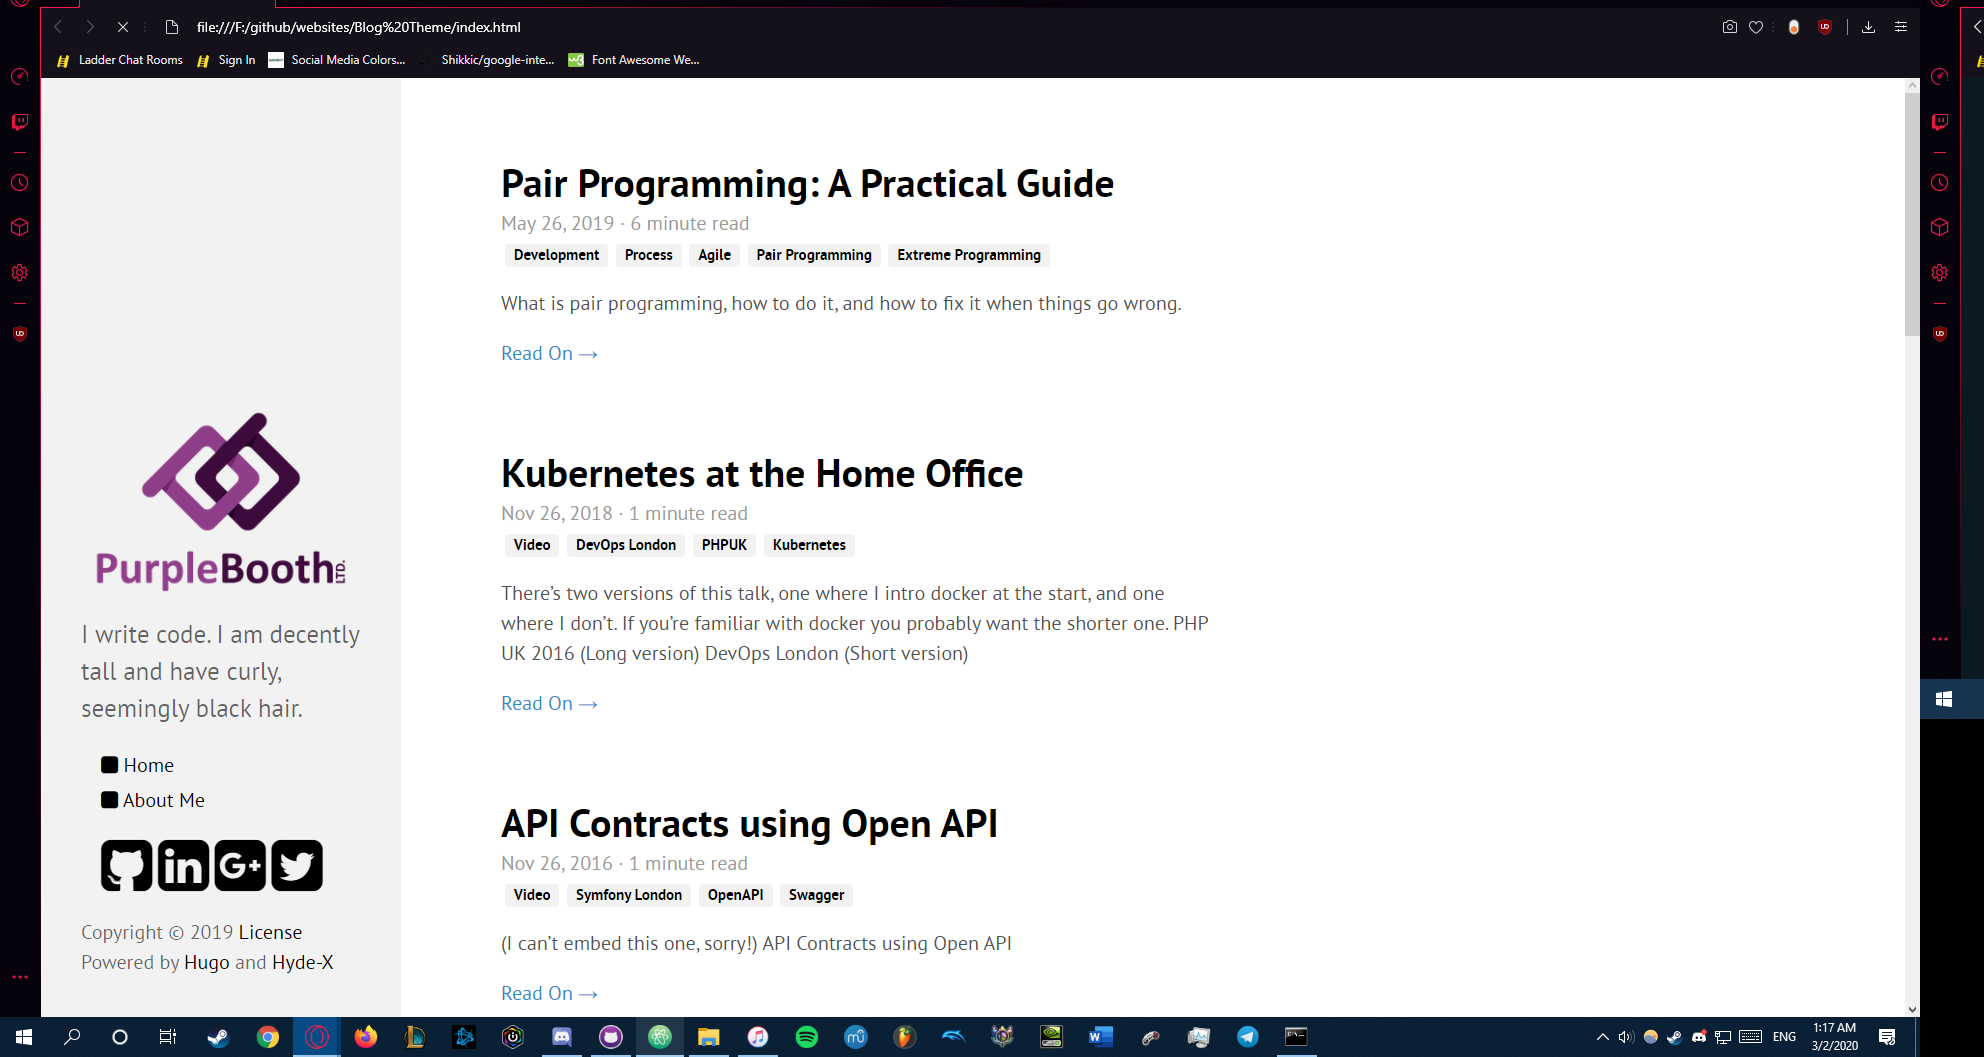 file:///F:/github/websites/Blog%20Theme/index.html
Ladder Chat Rooms
Sign In
Social Media Colors...
Shikkic/google-inte...
Font Awesome We...
Pair Programming: A Practical Guide
May 26, 2019 · 6 minute read
Development Process Agile Pair Programming Extreme Programming
What is pair programming, how to do it, and how to fix it when things go wrong.
Read On →
Kubernetes at the Home Office
Nov 26, 2018 · 1 minute read
Video DevOps London PHPUK Kubernetes
There’s two versions of this talk, one where I intro docker at the start, and one
where I don’t. If you’re familiar with docker you probably want the shorter one. PHP
UK 2016 (Long version) DevOps London (Short version)
Read On →
API Contracts using Open API
Nov 26, 2016 · 1 minute read
Video Symfony London OpenAPI Swagger
(I can’t embed this one, sorry!) API Contracts using Open API
Read On →
PurpleBooth LTD.
I write code. I am decently
tall and have curly,
seemingly black hair.
Home
About Me
in G+
Copyright © 2019 License
Powered by Hugo and Hyde-X
ENG
1:17 AM
3/2/2020